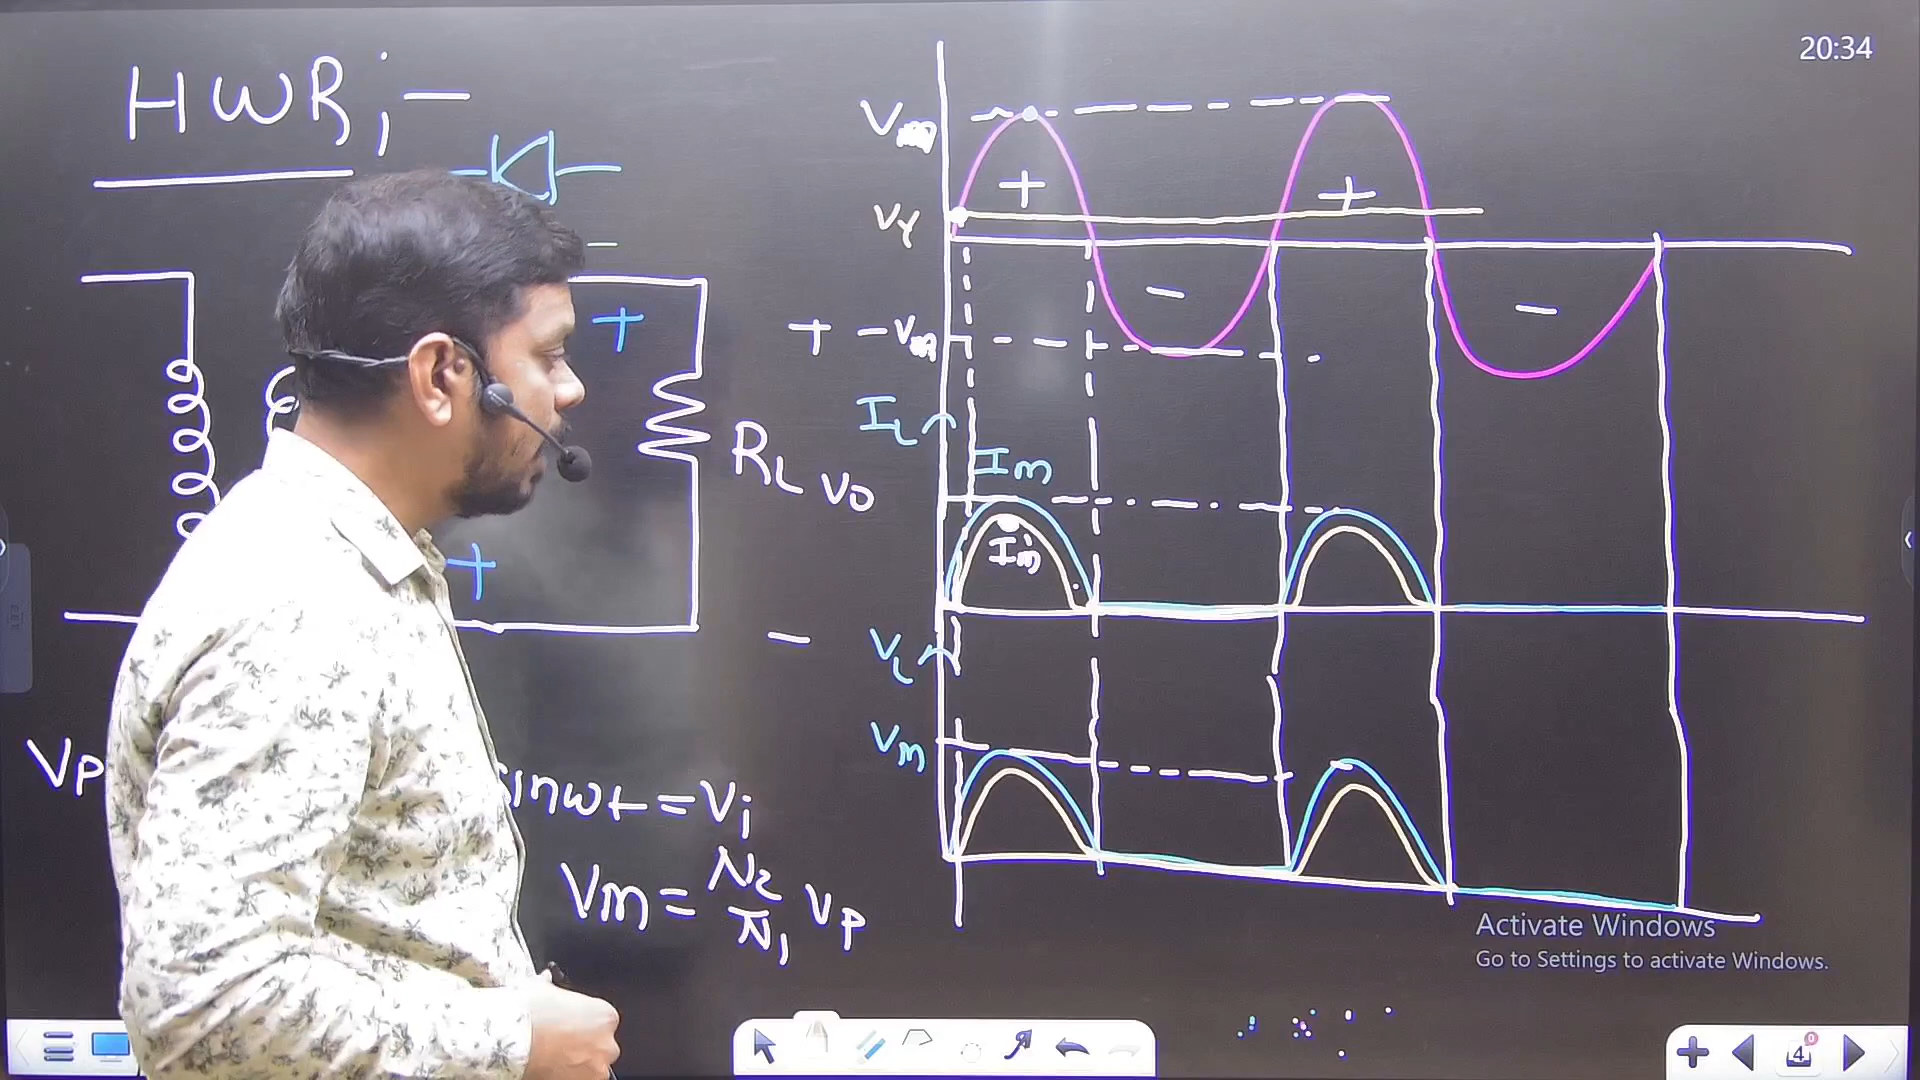 HWR;-
20:34
Vm
+
+
Vγ
-
-
-
+
+ -Vm
IL
Im
RL
Vo
Im
+
-
VL
Vm
VP
sinωt = Vi
Vm = N2/N1 VP
Activate Windows
Go to Settings to activate Windows.
4